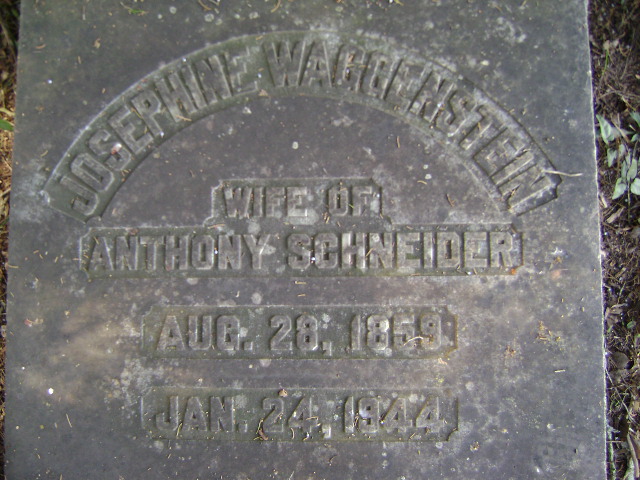 JOSEPHINE WAGGENSTEIN
WIFE OF
ANTHONY SCHNEIDER
AUG. 28, 1859
JAN. 24, 1944